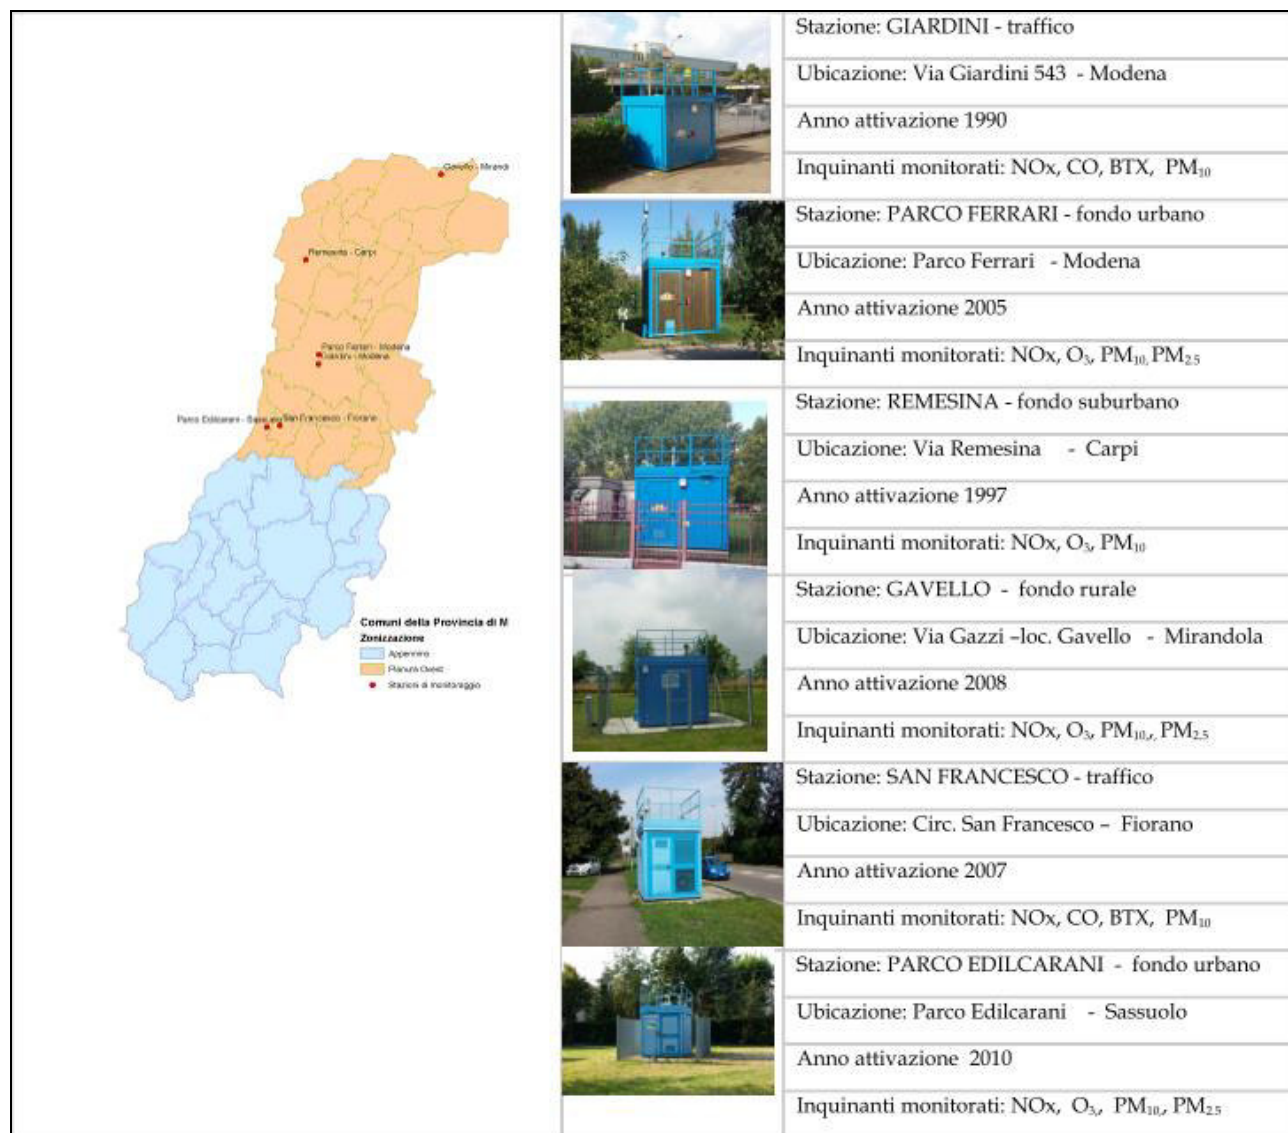 Gavello - Mirandi
Remesina - Carpi
Parco Ferrari - Modena
Giardini - Modena
Parco Edilcarani - Sassuolo
San Francesco - Fiorano
Comuni della Provincia di M
Zonizzazione
Appennino
Pianura Ovest
Stazioni di monitoraggio
Stazione: GIARDINI - traffico
Ubicazione: Via Giardini 543 - Modena
Anno attivazione 1990
Inquinanti monitorati: NOx, CO, BTX, PM10
Stazione: PARCO FERRARI - fondo urbano
Ubicazione: Parco Ferrari - Modena
Anno attivazione 2005
Inquinanti monitorati: NOx, O3, PM10, PM2.5
Stazione: REMESINA - fondo suburbano
Ubicazione: Via Remesina - Carpi
Anno attivazione 1997
Inquinanti monitorati: NOx, O3, PM10
Stazione: GAVELLO - fondo rurale
Ubicazione: Via Gazzi –loc. Gavello - Mirandola
Anno attivazione 2008
Inquinanti monitorati: NOx, O3, PM10,, PM2.5
Stazione: SAN FRANCESCO - traffico
Ubicazione: Circ. San Francesco – Fiorano
Anno attivazione 2007
Inquinanti monitorati: NOx, CO, BTX, PM10
Stazione: PARCO EDILCARANI - fondo urbano
Ubicazione: Parco Edilcarani - Sassuolo
Anno attivazione 2010
Inquinanti monitorati: NOx, O3,, PM10,, PM2.5